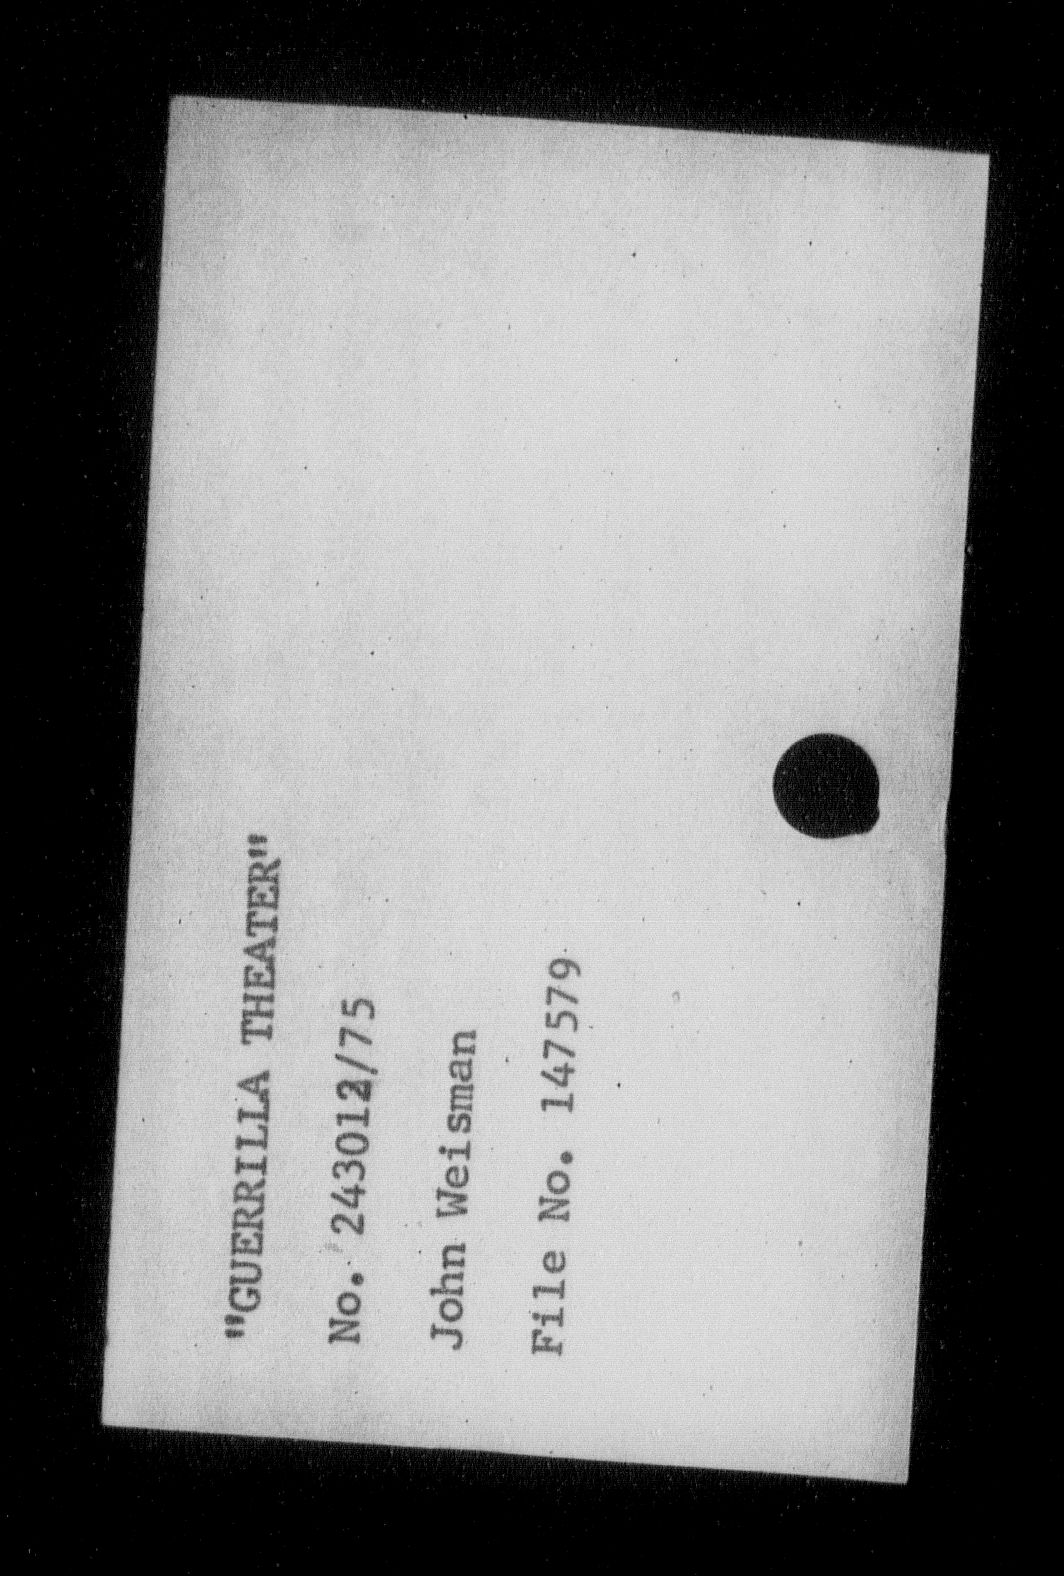 "GUERRILLA THEATER"
No. 243012/75
John Weisman
File No. 147579